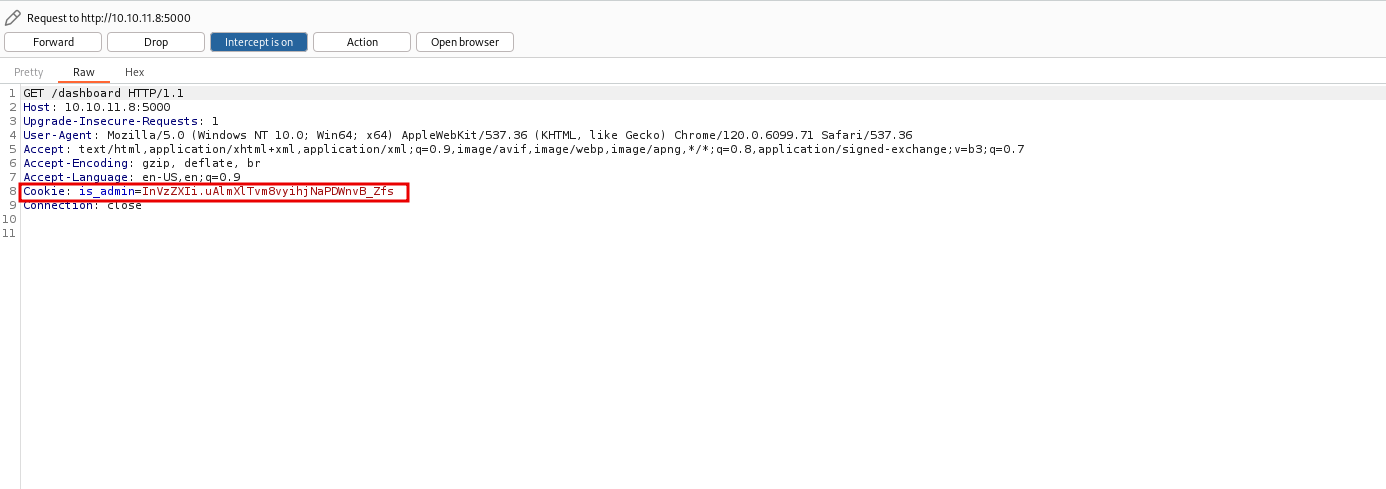 Request to http://10.10.11.8:5000
Forward Drop Intercept is on Action Open browser
Pretty Raw Hex
1 GET /dashboard HTTP/1.1
2 Host: 10.10.11.8:5000
3 Upgrade-Insecure-Requests: 1
4 User-Agent: Mozilla/5.0 (Windows NT 10.0; Win64; x64) AppleWebKit/537.36 (KHTML, like Gecko) Chrome/120.0.6099.71 Safari/537.36
5 Accept: text/html,application/xhtml+xml,application/xml;q=0.9,image/avif,image/webp,image/apng,*/*;q=0.8,application/signed-exchange;v=b3;q=0.7
6 Accept-Encoding: gzip, deflate, br
7 Accept-Language: en-US,en;q=0.9
8 Cookie: is_admin=InVzZXIi.uAlmXlTvm8vyihjNaPDWnvB_Zfs
9 Connection: close
10
11